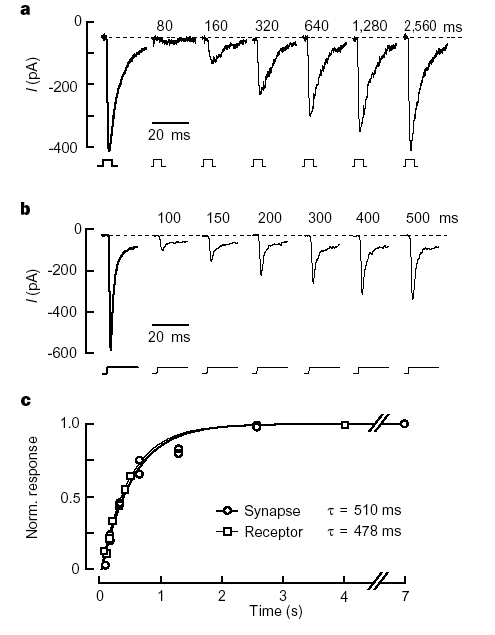 a
0
-200
-400
I (pA)
80 160 320 640 1,280 2,560 ms
20 ms
b
0
-200
-400
-600
I (pA)
100 150 200 300 400 500 ms
20 ms
c
1.0
0.5
0
Norm. response
Synapse τ = 510 ms
Receptor τ = 478 ms
0 1 2 3 4 7
Time (s)